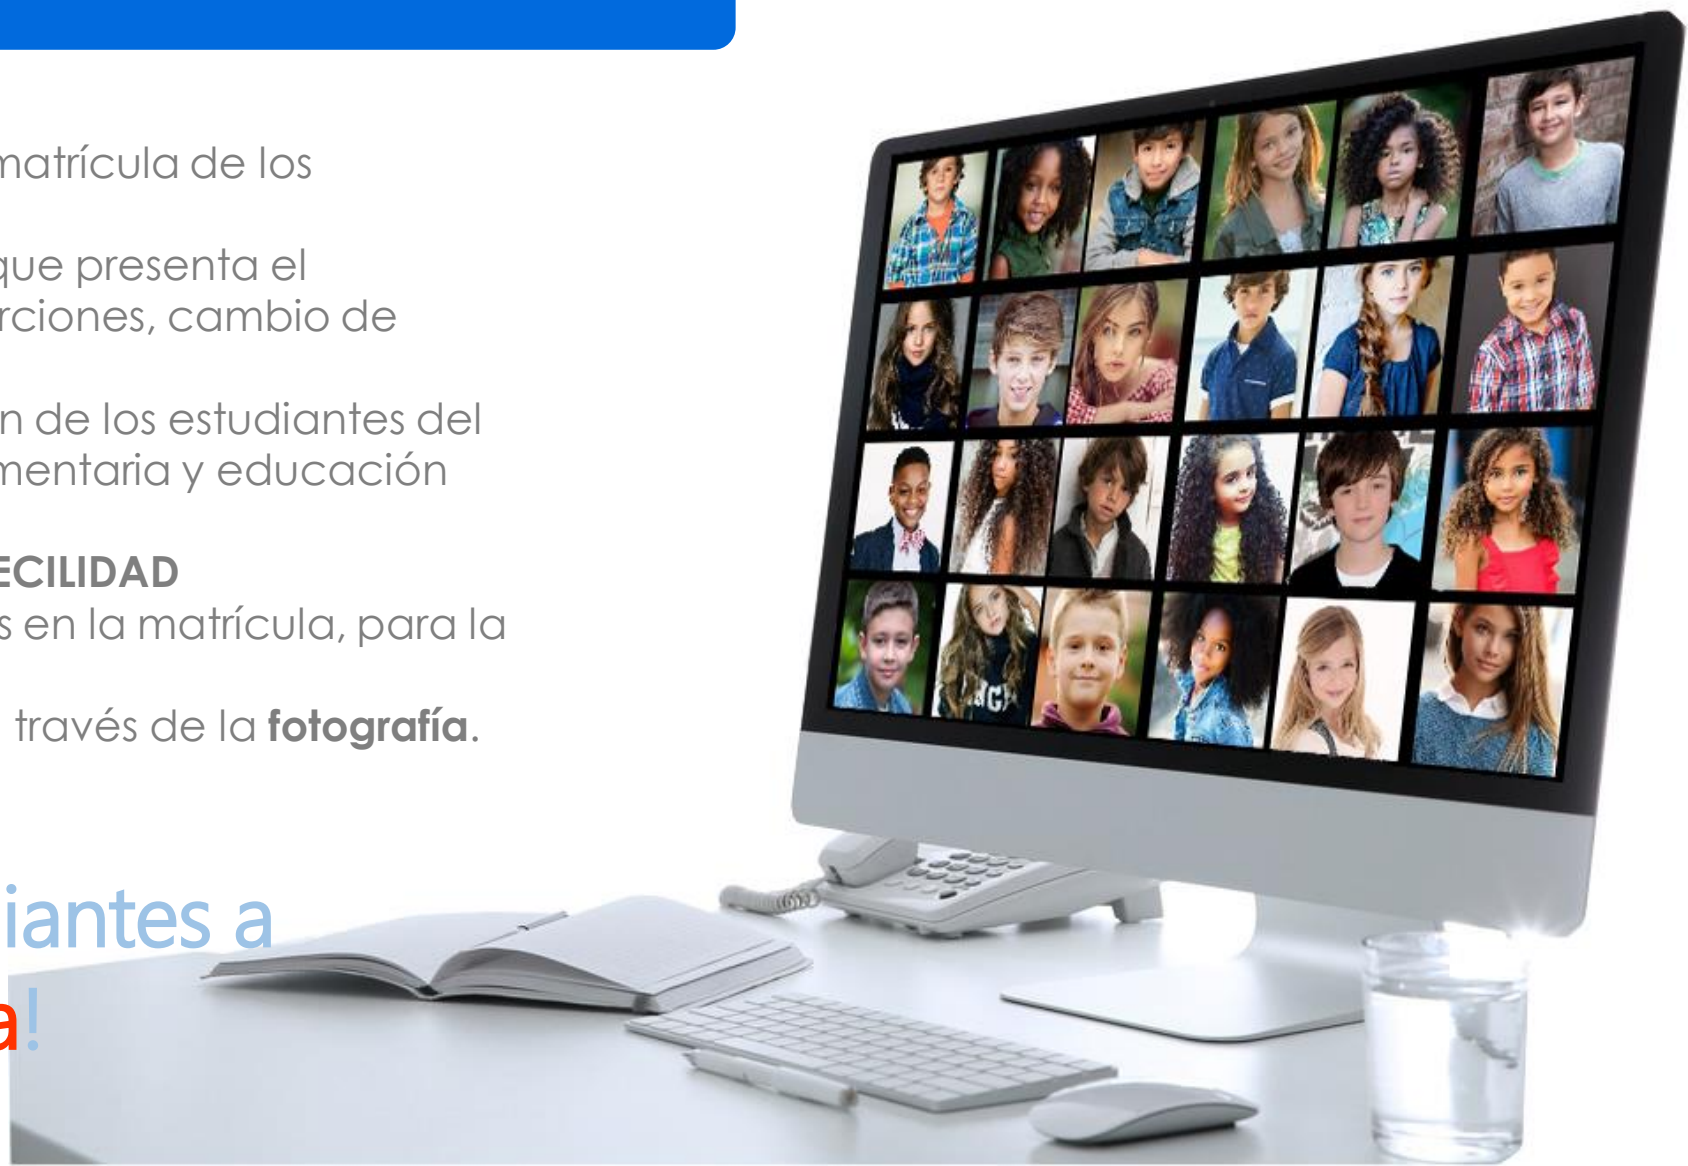 matrícula de los
que presenta el
rciones, cambio de
n de los estudiantes del
mentaria y educación
ECILIDAD
s en la matrícula, para la
través de la fotografía.
iantes a
a!